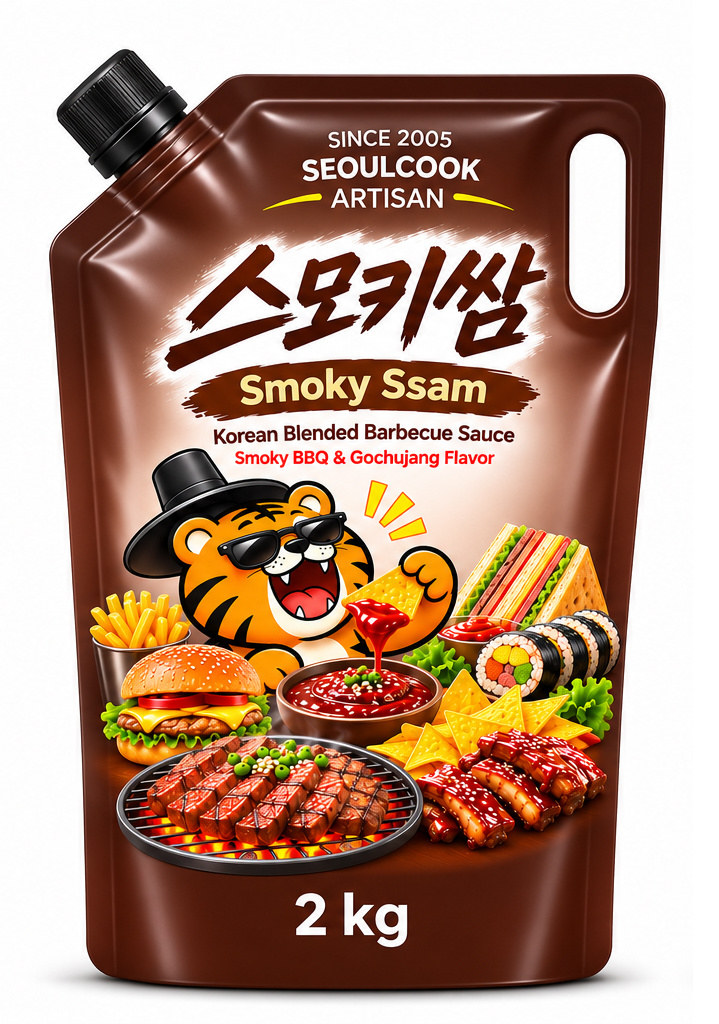 SINCE 2005
SEOULCOOK
ARTISAN
스모키쌈
Smoky Ssam
Korean Blended Barbecue Sauce
Smoky BBQ & Gochujang Flavor
2 kg